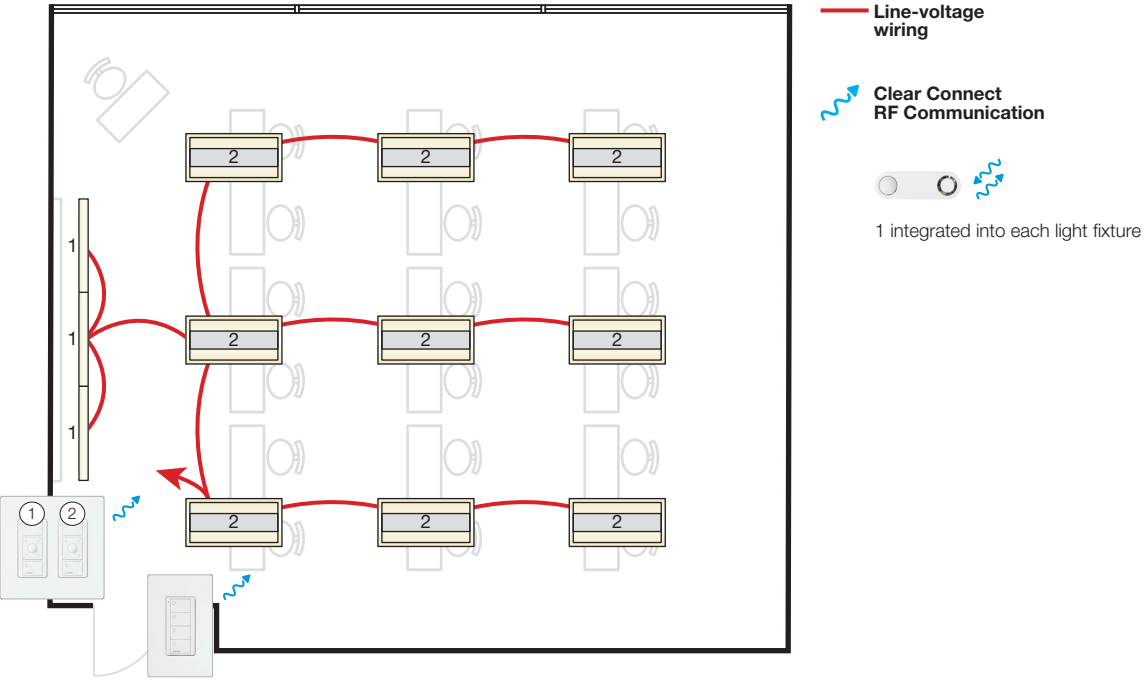 Line-voltage
wiring
Clear Connect
RF Communication
1 integrated into each light fixture
2 2 2
1
1 2 2 2
1
1 2
2 2 2